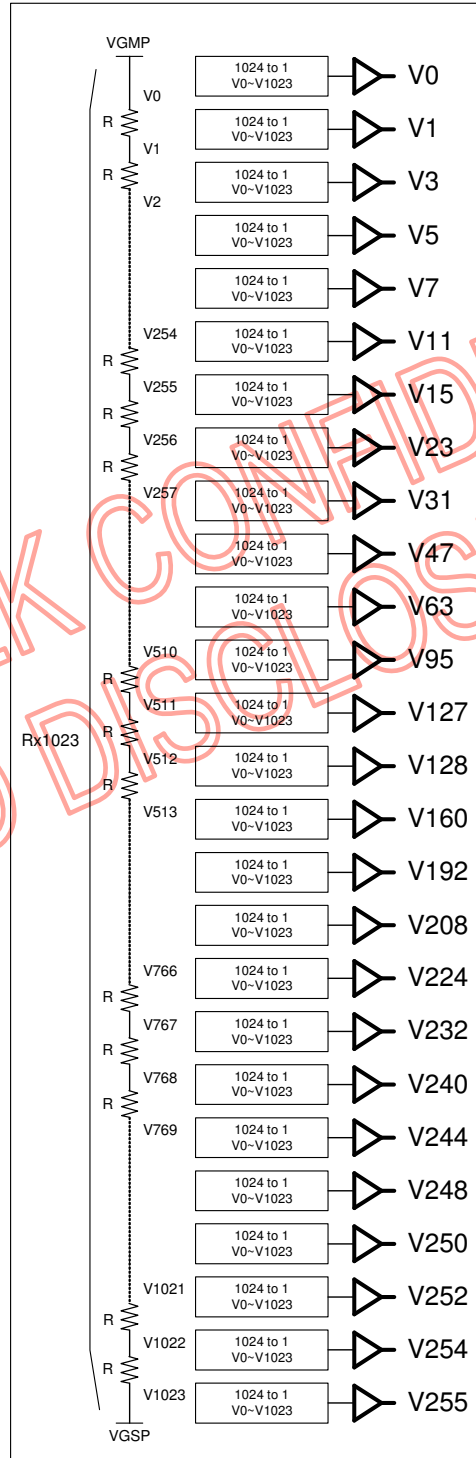 VGMP
V0
R
V1
R
V2
V254
R
V255
R
V256
R
V257
V510
R
V511
R
V512
R
V513
Rx1023
V766
R
V767
R
V768
R
V769
V1021
R
V1022
R
V1023
VGSP
1024 to 1
V0~V1023
V0
1024 to 1
V0~V1023
V1
1024 to 1
V0~V1023
V3
1024 to 1
V0~V1023
V5
1024 to 1
V0~V1023
V7
1024 to 1
V0~V1023
V11
1024 to 1
V0~V1023
V15
1024 to 1
V0~V1023
V23
1024 to 1
V0~V1023
V31
1024 to 1
V0~V1023
V47
1024 to 1
V0~V1023
V63
1024 to 1
V0~V1023
V95
1024 to 1
V0~V1023
V127
1024 to 1
V0~V1023
V128
1024 to 1
V0~V1023
V160
1024 to 1
V0~V1023
V192
1024 to 1
V0~V1023
V208
1024 to 1
V0~V1023
V224
1024 to 1
V0~V1023
V232
1024 to 1
V0~V1023
V240
1024 to 1
V0~V1023
V244
1024 to 1
V0~V1023
V248
1024 to 1
V0~V1023
V250
1024 to 1
V0~V1023
V252
1024 to 1
V0~V1023
V254
1024 to 1
V0~V1023
V255